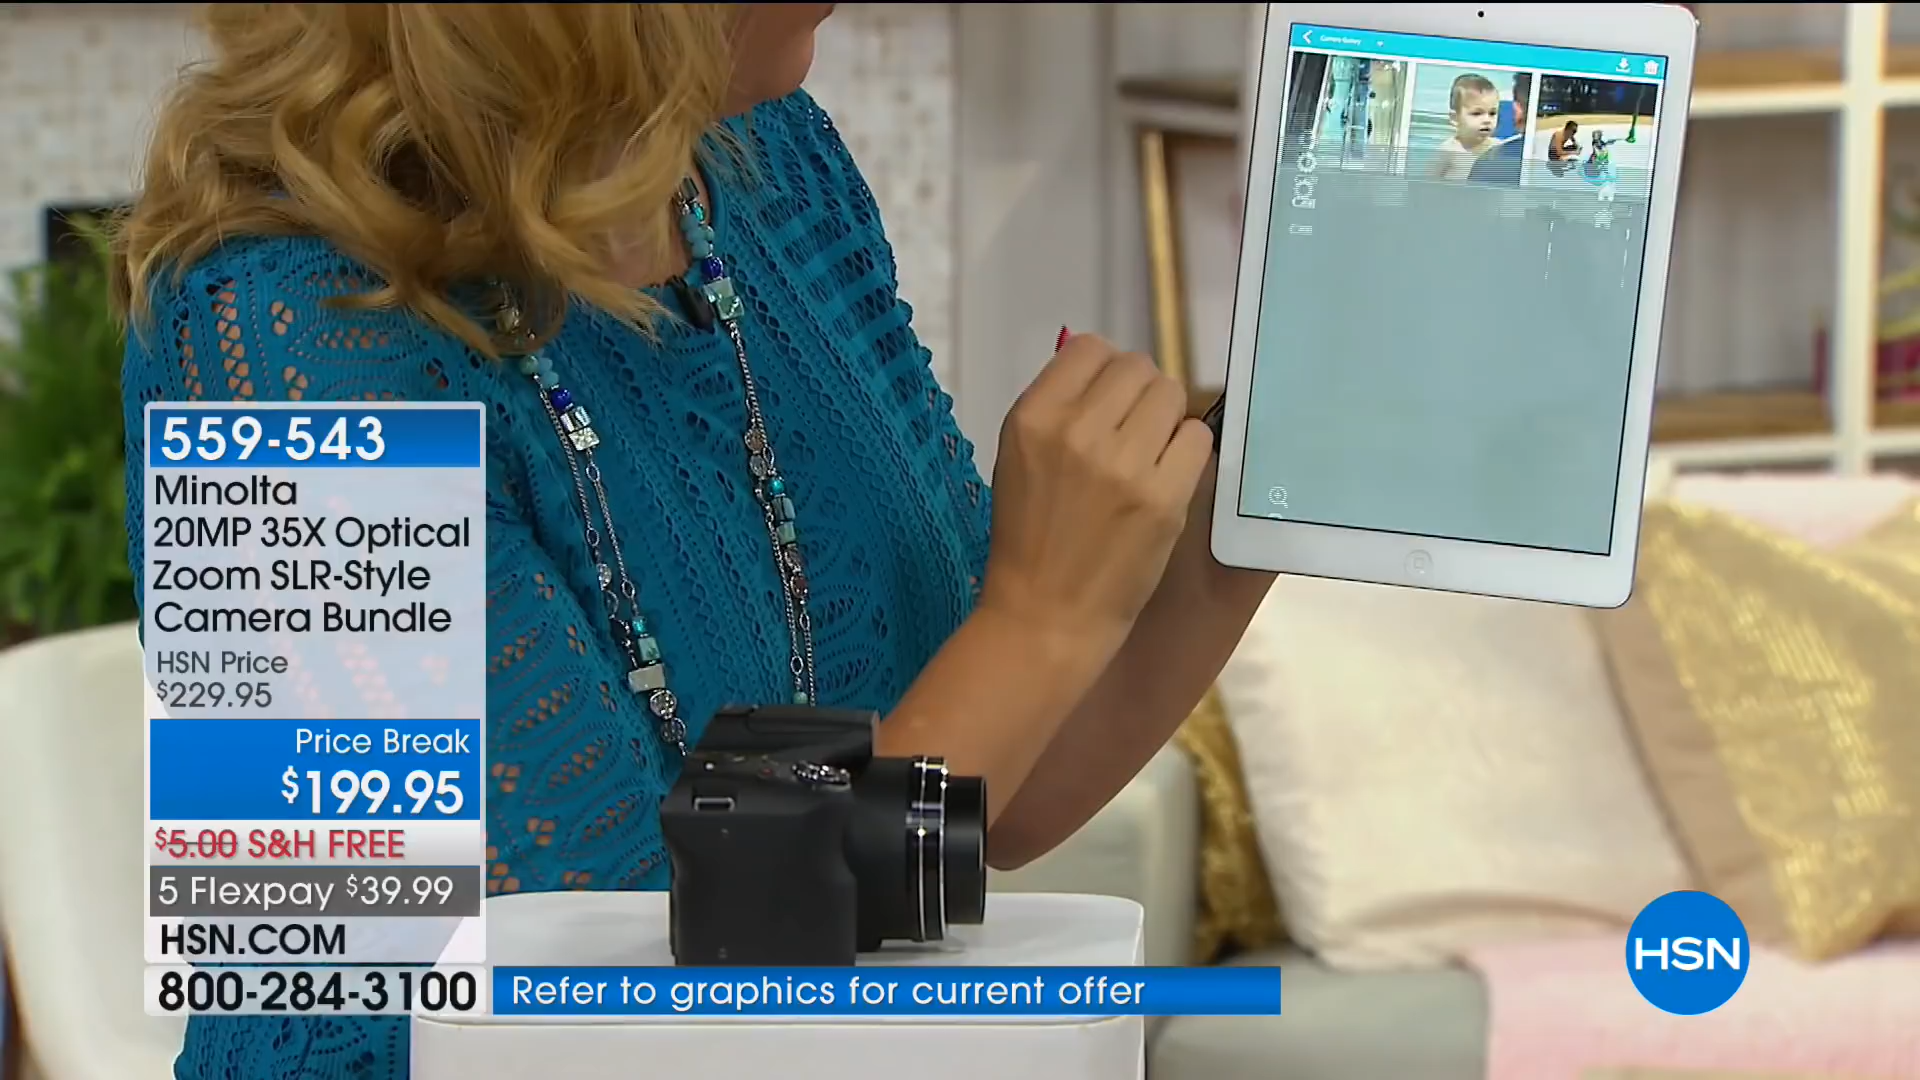 559-543
Minolta
20MP 35X Optical
Zoom SLR-Style
Camera Bundle
HSN Price
$229.95
Price Break
$199.95
$5.00 S&H FREE
5 Flexpay $39.99
HSN.COM
800-284-3100
Refer to graphics for current offer
HSN
Camera Gallery